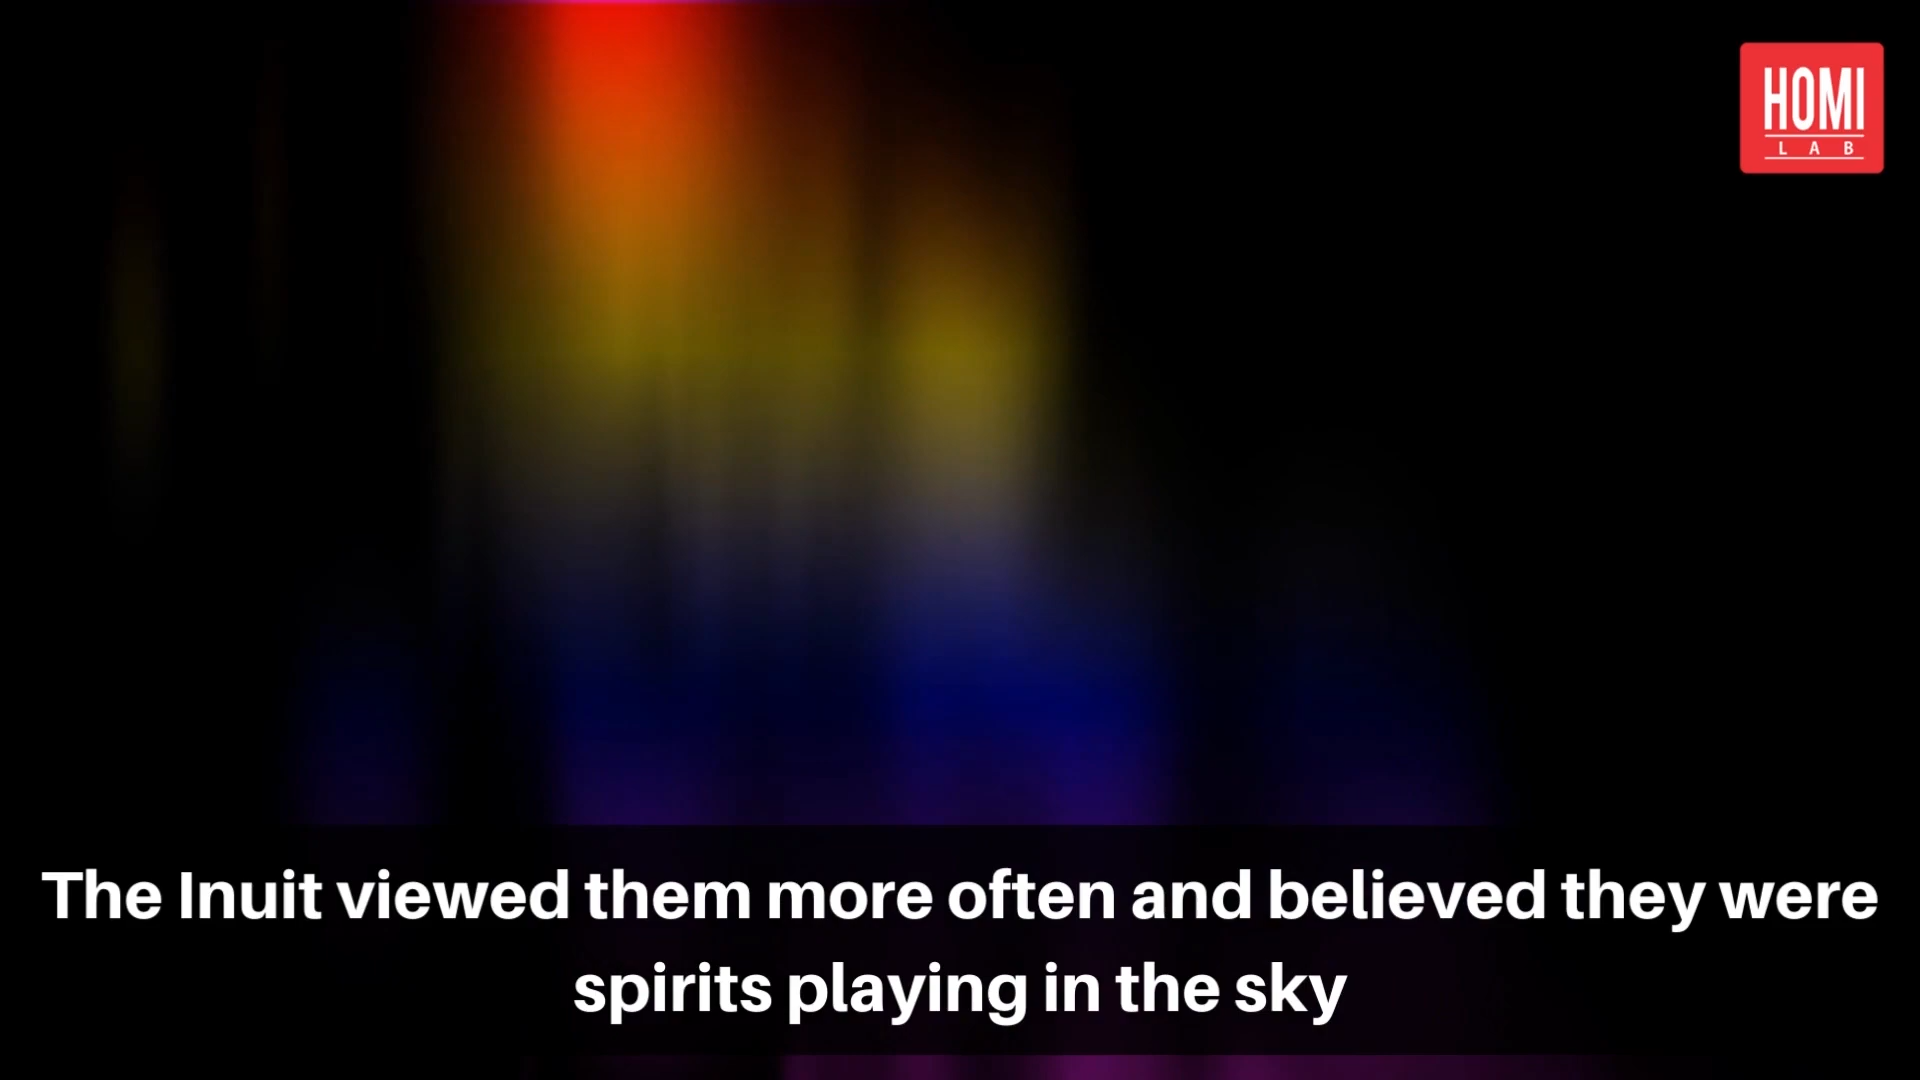 HOMI
LAB
The Inuit viewed them more often and believed they were
spirits playing in the sky